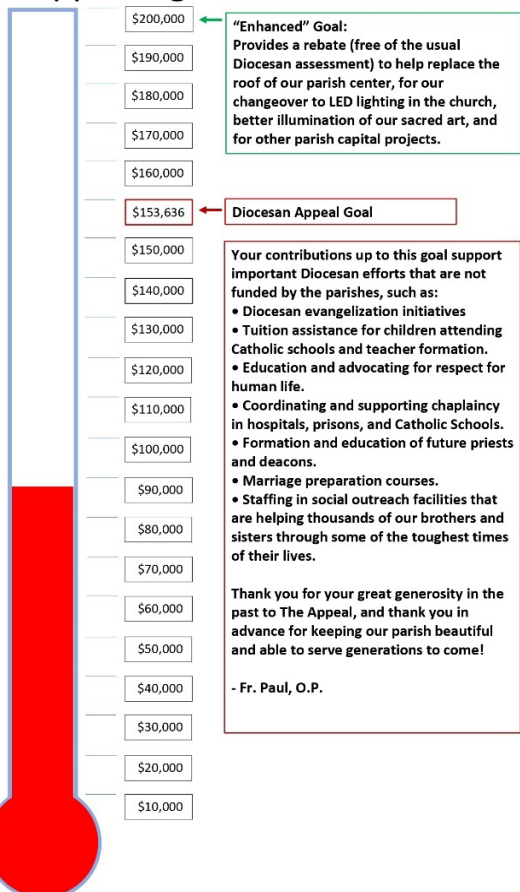 $200,000
$190,000
$180,000
$170,000
$160,000
$153,636
$150,000
$140,000
$130,000
$120,000
$110,000
$100,000
$90,000
$80,000
$70,000
$60,000
$50,000
$40,000
$30,000
$20,000
$10,000
“Enhanced” Goal:
Provides a rebate (free of the usual
Diocesan assessment) to help replace the
roof of our parish center, for our
changeover to LED lighting in the church,
better illumination of our sacred art, and
for other parish capital projects.
Diocesan Appeal Goal
Your contributions up to this goal support
important Diocesan efforts that are not
funded by the parishes, such as:
• Diocesan evangelization initiatives
• Tuition assistance for children attending
Catholic schools and teacher formation.
• Education and advocating for respect for
human life.
• Coordinating and supporting chaplaincy
in hospitals, prisons, and Catholic Schools.
• Formation and education of future priests
and deacons.
• Marriage preparation courses.
• Staffing in social outreach facilities that
are helping thousands of our brothers and
sisters through some of the toughest times
of their lives.
Thank you for your great generosity in the
past to The Appeal, and thank you in
advance for keeping our parish beautiful
and able to serve generations to come!
- Fr. Paul, O.P.